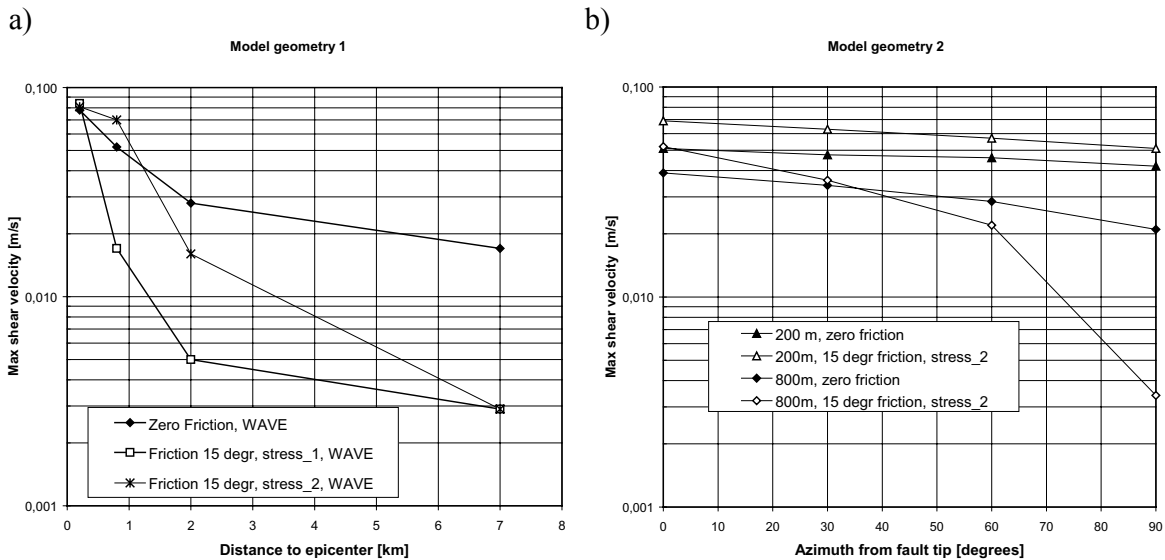 a)
Model geometry 1
0,100
0,010
0,001
Max shear velocity [m/s]
Zero Friction, WAVE
Friction 15 degr, stress_1, WAVE
Friction 15 degr, stress_2, WAVE
0 1 2 3 4 5 6 7 8
Distance to epicenter [km]
b)
Model geometry 2
0,100
0,010
0,001
Max shear velocity [m/s]
200 m, zero friction
200m, 15 degr friction, stress_2
800m, zero friction
800m, 15 degr friction, stress_2
0 10 20 30 40 50 60 70 80 90
Azimuth from fault tip [degrees]